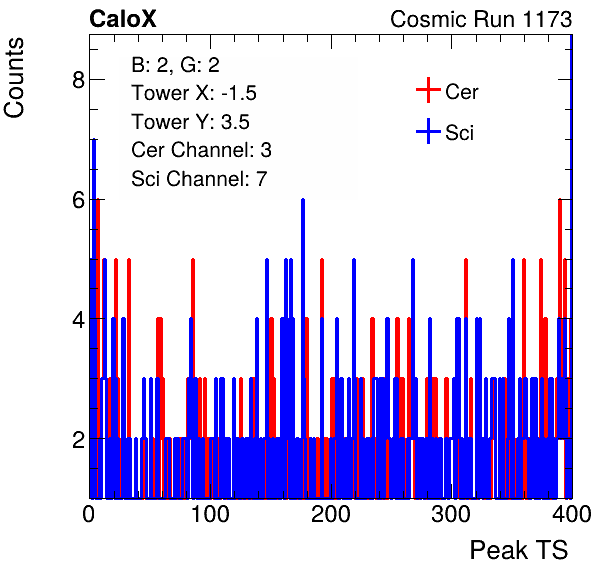 CaloX
Cosmic Run 1173
Counts
B: 2, G: 2
Tower X: -1.5
Tower Y: 3.5
Cer Channel: 3
Sci Channel: 7
Cer
Sci
8
6
4
2
0 100 200 300 400
Peak TS